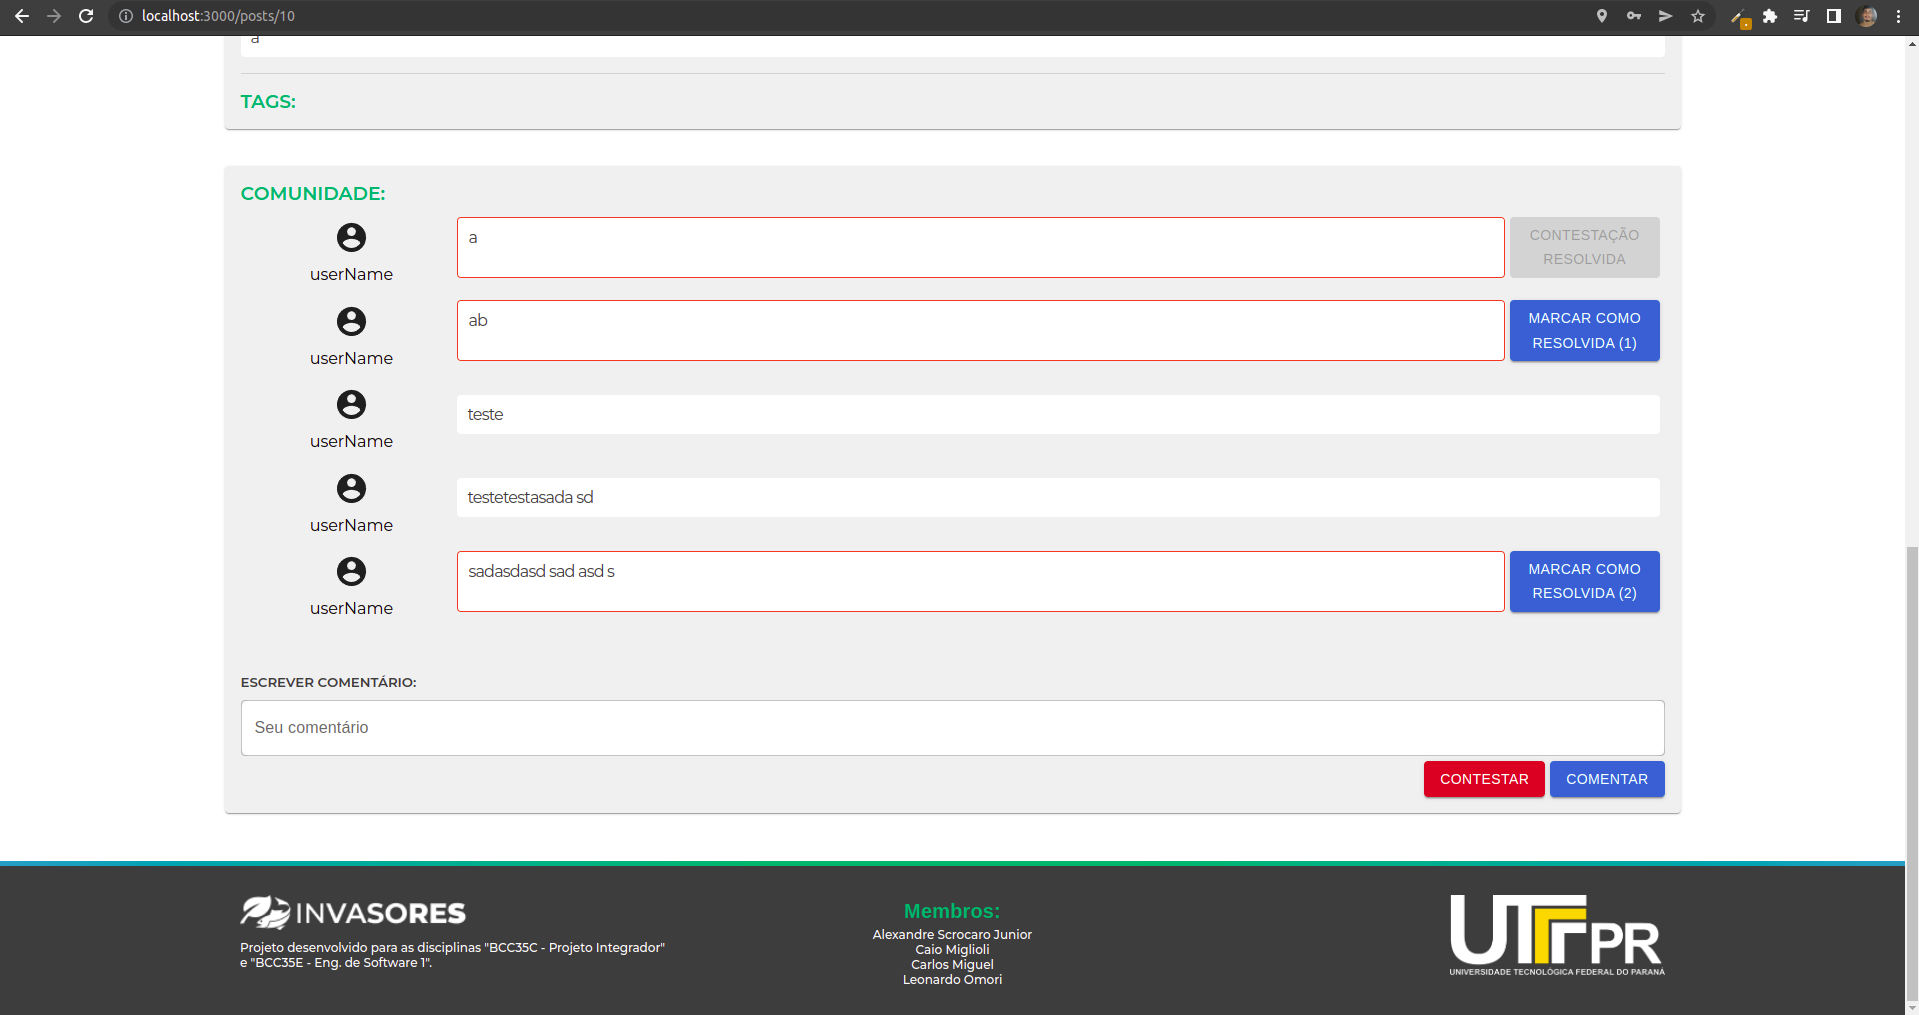 localhost:3000/posts/10
a
TAGS:
COMUNIDADE:
userName
a
CONTESTAÇÃO
RESOLVIDA
userName
ab
MARCAR COMO
RESOLVIDA (1)
userName
teste
userName
testetestasada sd
userName
sadasdasd sad asd s
MARCAR COMO
RESOLVIDA (2)
ESCREVER COMENTÁRIO:
Seu comentário
CONTESTAR
COMENTAR
INVASORES
Projeto desenvolvido para as disciplinas "BCC35C - Projeto Integrador"
e "BCC35E - Eng. de Software 1".
Membros:
Alexandre Scrocaro Junior
Caio Miglioli
Carlos Miguel
Leonardo Omori
UTFPR
UNIVERSIDADE TECNOLÓGICA FEDERAL DO PARANÁ